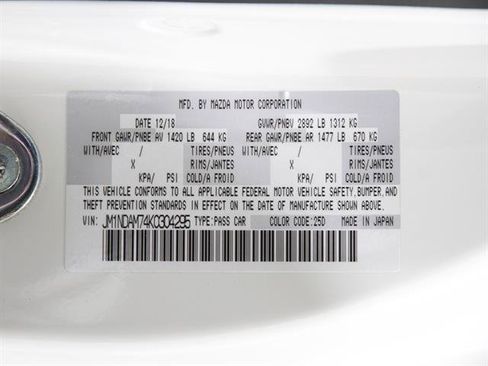 MFD. BY MAZDA MOTOR CORPORATION
DATE 12/18 GVWR/PNBV 2892 LB 1312 KG
FRONT GAWR/PNBE AV 1420 LB 644 KG REAR GAWR/PNBE AR 1477 LB 670 KG
WITH/AVEC / TIRES/PNEUS WITH/AVEC / TIRES/PNEUS
X RIMS/JANTES X RIMS/JANTES
KPA/ PSI COLD/A FROID KPA/ PSI COLD/A FROID
THIS VEHICLE CONFORMS TO ALL APPLICABLE FEDERAL MOTOR VEHICLE SAFETY, BUMPER, AND
THEFT PREVENTION STANDARDS IN EFFECT ON THE DATE OF MANUFACTURE SHOWN ABOVE.
VIN: JM1NDAM74K0304295 TYPE:PASS CAR COLOR CODE:25D MADE IN JAPAN